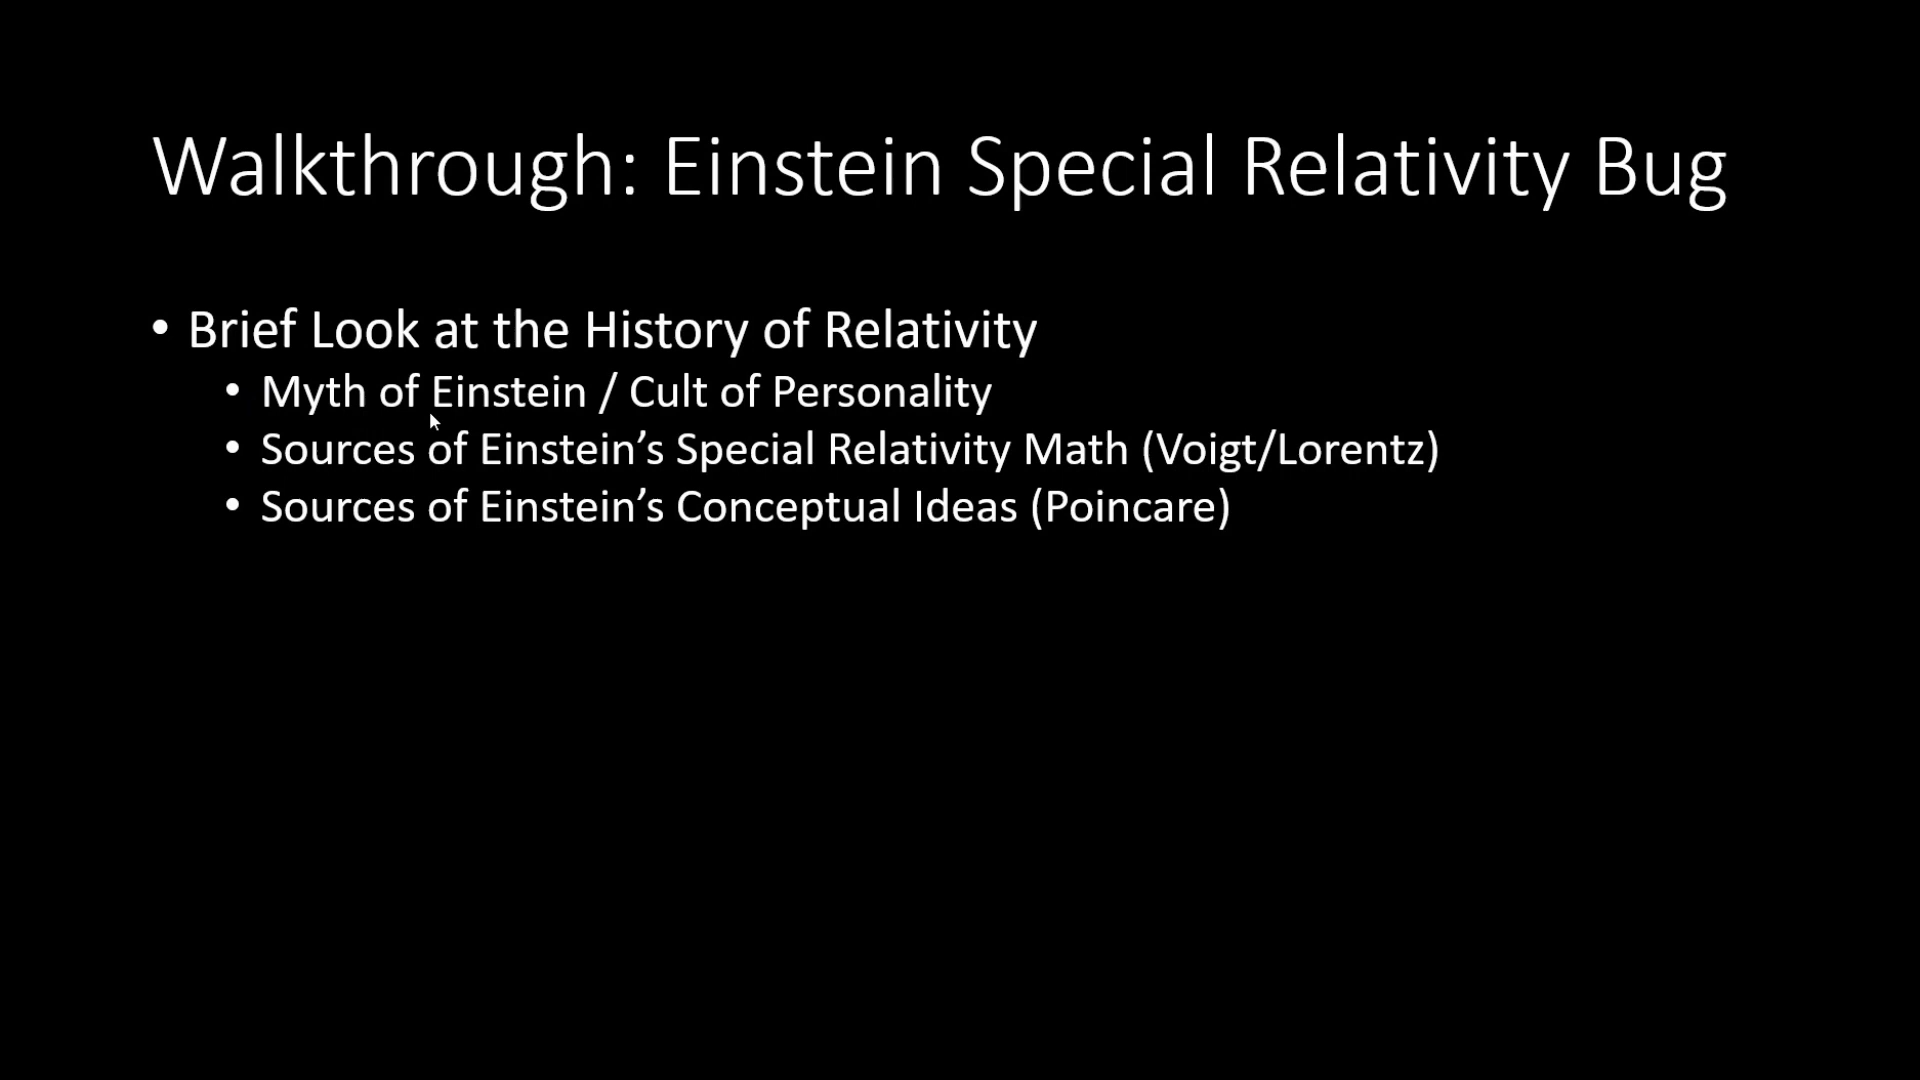 Walkthrough: Einstein Special Relativity Bug
• Brief Look at the History of Relativity
• Myth of Einstein / Cult of Personality
• Sources of Einstein’s Special Relativity Math (Voigt/Lorentz)
• Sources of Einstein’s Conceptual Ideas (Poincare)